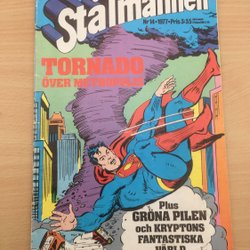 Stålmannen
Nr 14 • 1977 • Pris 3:55
TORNADO
ÖVER METROPOLIS
Plus
GRÖNA PILEN
och KRYPTONS
FANTASTISKA
VÄRLD